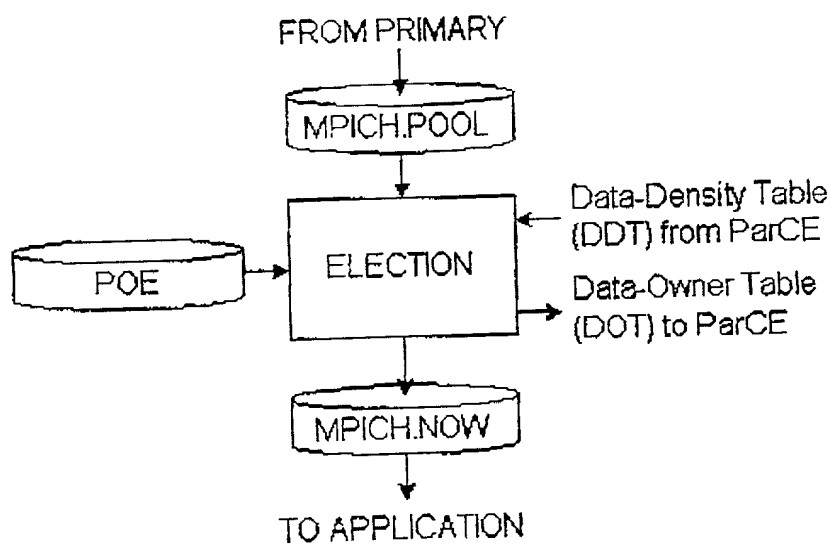 FROM PRIMARY
MPICH.POOL
Data-Density Table
(DDT) from ParCE
ELECTION
POE
Data-Owner Table
(DOT) to ParCE
MPICH.NOW
TO APPLICATION